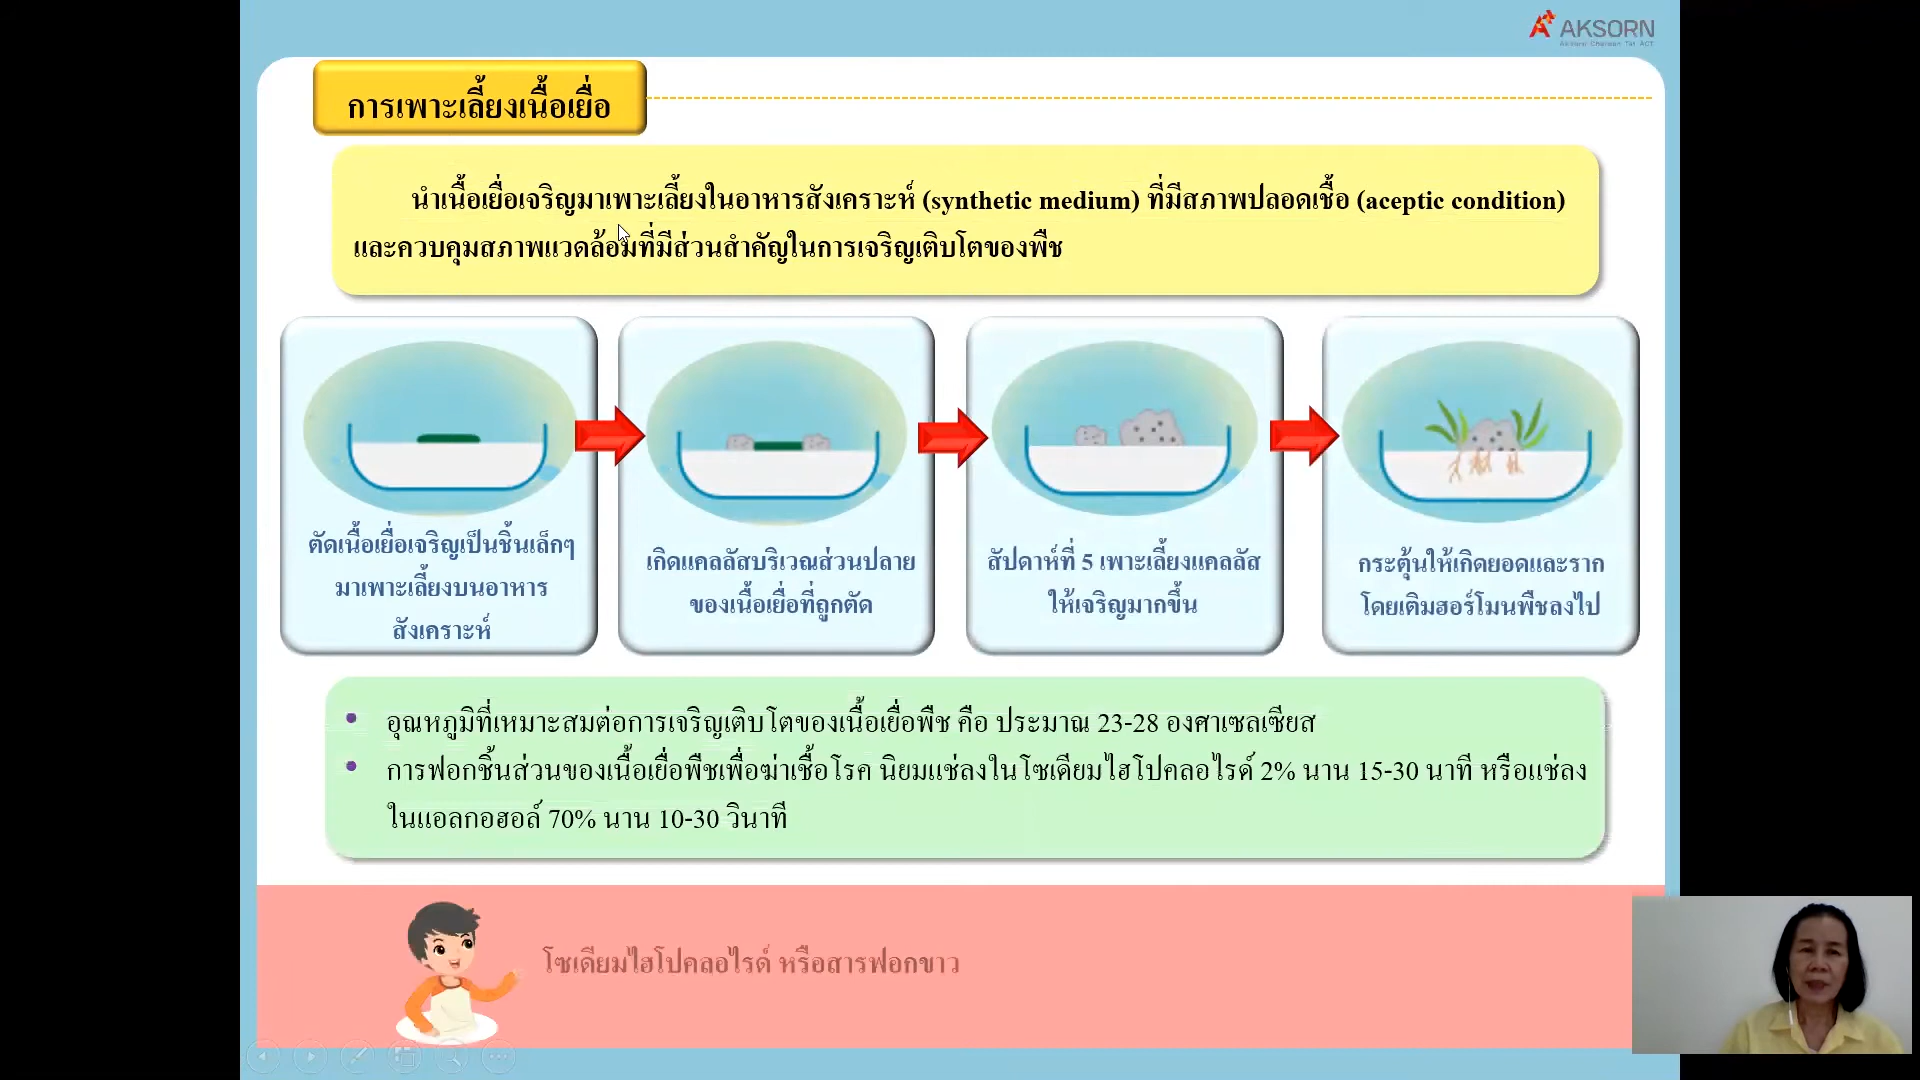 AKSORN
Aksorn Charoen Tat ACT
การเพาะเลี้ยงเนื้อเยื่อ
นำเนื้อเยื่อเจริญมาเพาะเลี้ยงในอาหารสังเคราะห์ (synthetic medium) ที่มีสภาพปลอดเชื้อ (aceptic condition)
และควบคุมสภาพแวดล้อมที่มีส่วนสำคัญในการเจริญเติบโตของพืช
ตัดเนื้อเยื่อเจริญเป็นชิ้นเล็กๆ
มาเพาะเลี้ยงบนอาหาร
สังเคราะห์
เกิดแคลลัสบริเวณส่วนปลาย
ของเนื้อเยื่อที่ถูกตัด
สัปดาห์ที่ 5 เพาะเลี้ยงแคลลัส
ให้เจริญมากขึ้น
กระตุ้นให้เกิดยอดและราก
โดยเติมฮอร์โมนพืชลงไป
• อุณหภูมิที่เหมาะสมต่อการเจริญเติบโตของเนื้อเยื่อพืช คือ ประมาณ 23-28 องศาเซลเซียส
• การฟอกชิ้นส่วนของเนื้อเยื่อพืชเพื่อฆ่าเชื้อโรค นิยมแช่ลงในโซเดียมไฮโปคลอไรด์ 2% นาน 15-30 นาที หรือแช่ลง
ในแอลกอฮอล์ 70% นาน 10-30 วินาที
โซเดียมไฮโปคลอไรด์ หรือสารฟอกขาว